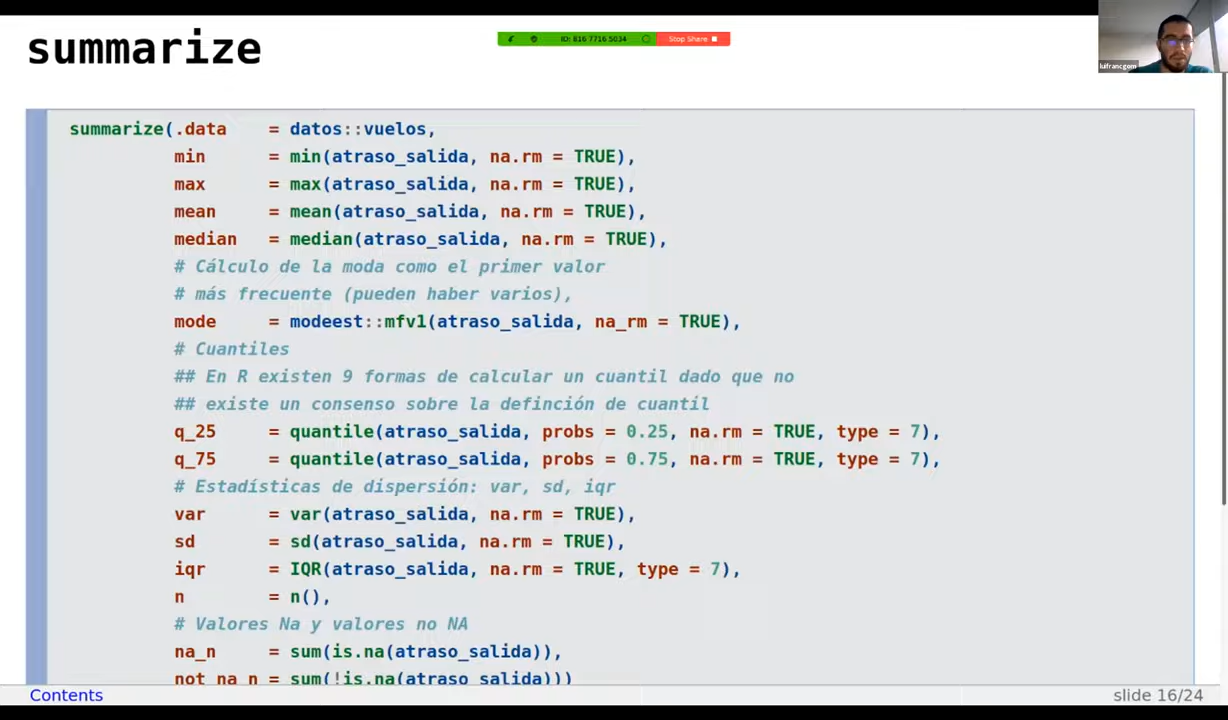 summarize
ID: 816 7716 5034
Stop Share
luifrancgom
summarize(.data = datos::vuelos,
min = min(atraso_salida, na.rm = TRUE),
max = max(atraso_salida, na.rm = TRUE),
mean = mean(atraso_salida, na.rm = TRUE),
median = median(atraso_salida, na.rm = TRUE),
# Cálculo de la moda como el primer valor
# más frecuente (pueden haber varios),
mode = modeest::mfv1(atraso_salida, na_rm = TRUE),
# Cuantiles
## En R existen 9 formas de calcular un cuantil dado que no
## existe un consenso sobre la definción de cuantil
q_25 = quantile(atraso_salida, probs = 0.25, na.rm = TRUE, type = 7),
q_75 = quantile(atraso_salida, probs = 0.75, na.rm = TRUE, type = 7),
# Estadísticas de dispersión: var, sd, iqr
var = var(atraso_salida, na.rm = TRUE),
sd = sd(atraso_salida, na.rm = TRUE),
iqr = IQR(atraso_salida, na.rm = TRUE, type = 7),
n = n(),
# Valores Na y valores no NA
na_n = sum(is.na(atraso_salida)),
not_na_n = sum(!is.na(atraso_salida)))
Contents
slide 16/24